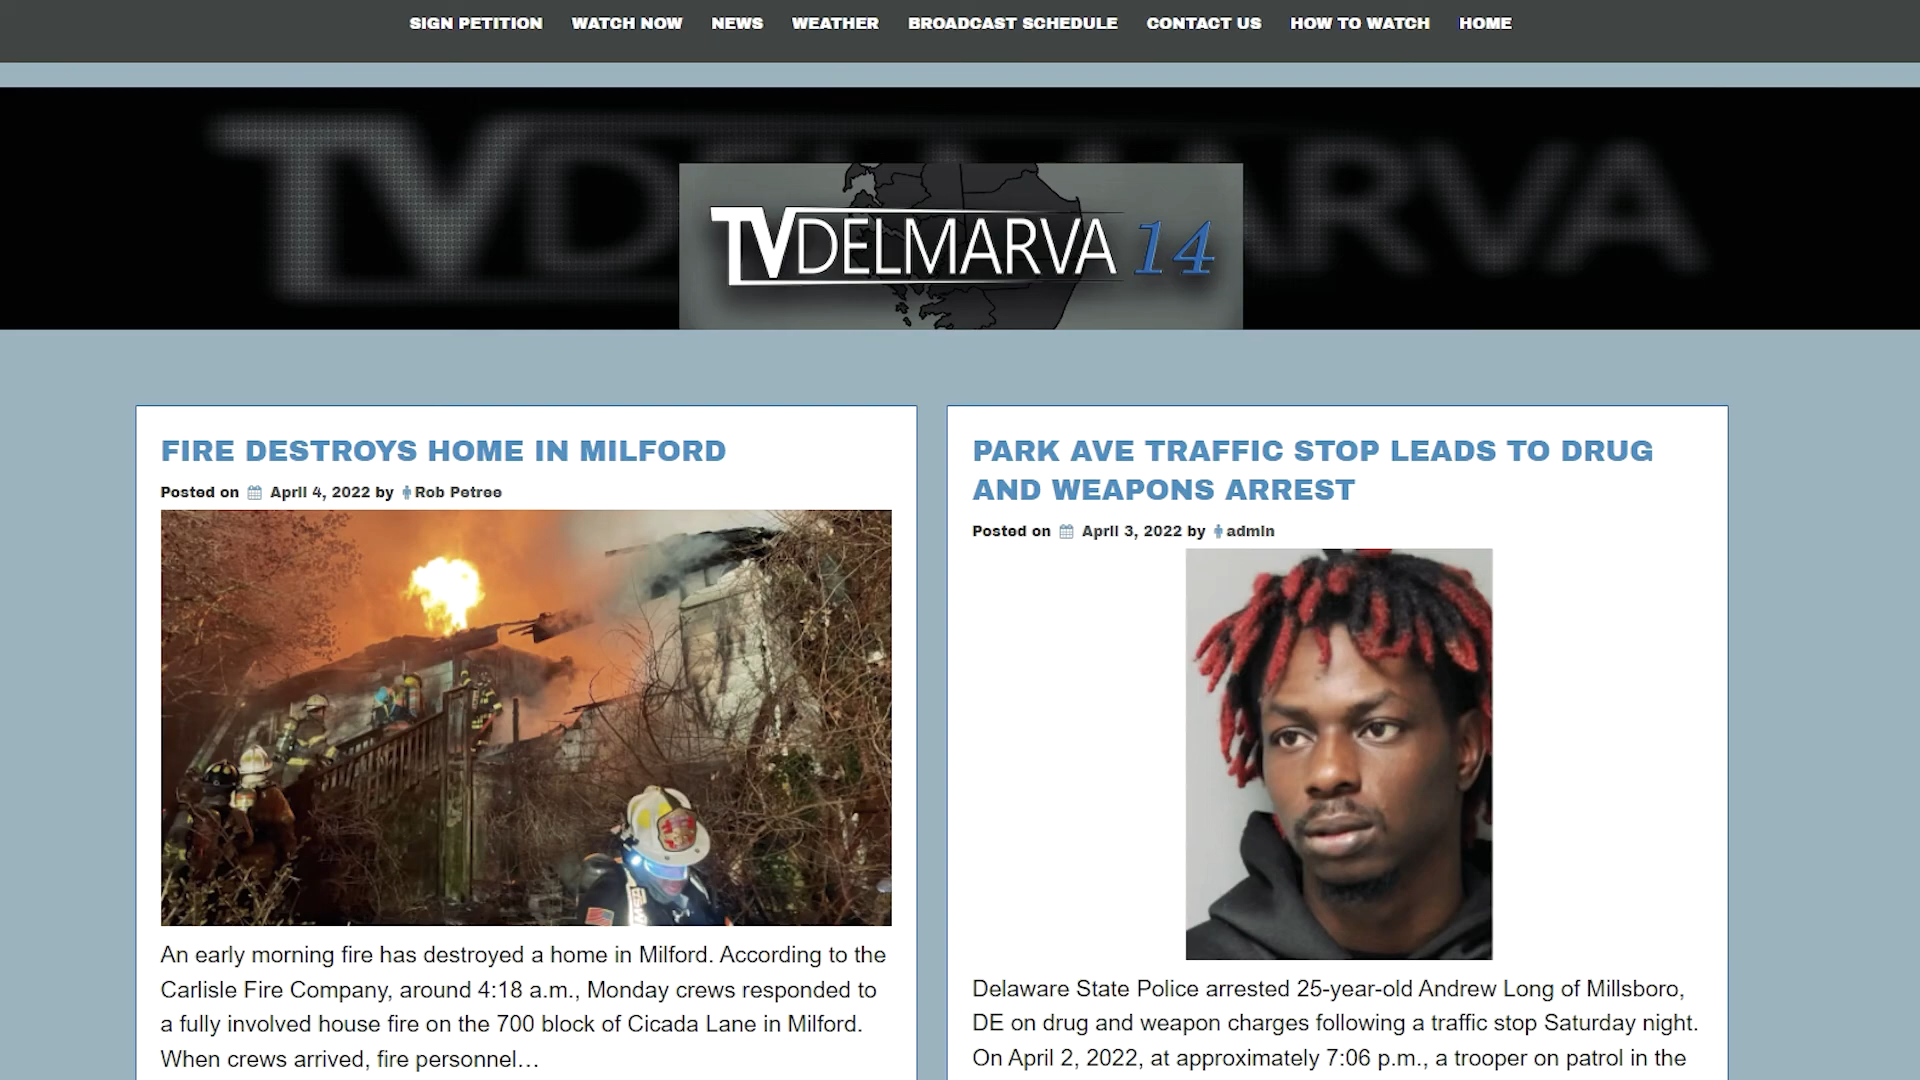 SIGN PETITION WATCH NOW NEWS WEATHER BROADCAST SCHEDULE CONTACT US HOW TO WATCH HOME
TVDELMARVA 14
FIRE DESTROYS HOME IN MILFORD
Posted on April 4, 2022 by Rob Petree
An early morning fire has destroyed a home in Milford. According to the
Carlisle Fire Company, around 4:18 a.m., Monday crews responded to
a fully involved house fire on the 700 block of Cicada Lane in Milford.
When crews arrived, fire personnel…
PARK AVE TRAFFIC STOP LEADS TO DRUG
AND WEAPONS ARREST
Posted on April 3, 2022 by admin
Delaware State Police arrested 25-year-old Andrew Long of Millsboro,
DE on drug and weapon charges following a traffic stop Saturday night.
On April 2, 2022, at approximately 7:06 p.m., a trooper on patrol in the